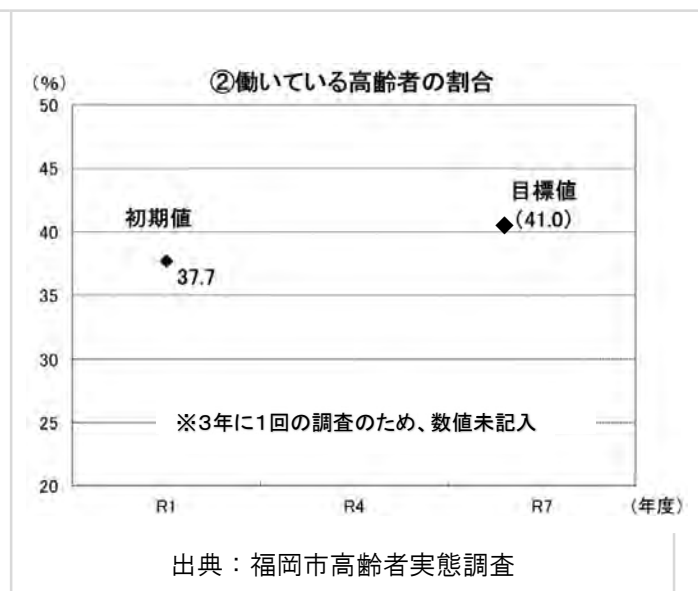 ②働いている高齢者の割合
(%)
50
45
40
35
30
25
20
初期値
37.7
目標値
(41.0)
※3年に1回の調査のため、数値未記入
R1 R4 R7 (年度)
出典：福岡市高齢者実態調査